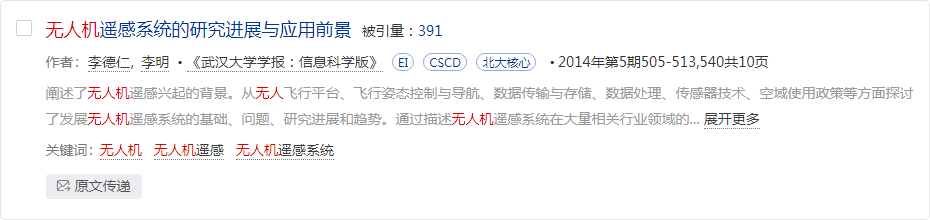 无人机遥感系统的研究进展与应用前景 被引量：391
作者：李德仁，李明 • 《武汉大学学报：信息科学版》 EI CSCD 北大核心 • 2014年第5期505-513,540共10页
阐述了无人机遥感兴起的背景。从无人飞行平台、飞行姿态控制与导航、数据传输与存储、数据处理、传感器技术、空域使用政策等方面探讨
了发展无人机遥感系统的基础、问题、研究进展和趋势。通过描述无人机遥感系统在大量相关行业领域的... 展开更多
关键词：无人机 无人机遥感 无人机遥感系统
原文传递